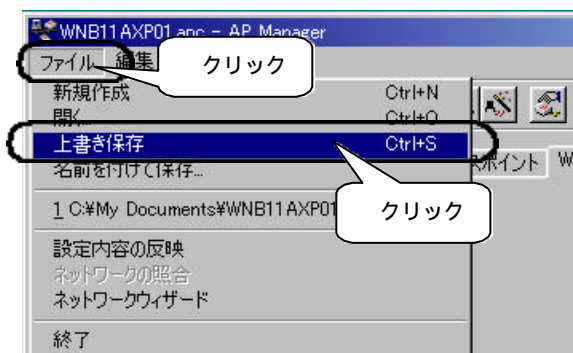 WNB11AXP01.apc - AP Manager
ファイル 編集
クリック
新規作成 Ctrl+N
開く... Ctrl+O
上書き保存 Ctrl+S
名前を付けて保存...
スポイント W
1 C:¥My Documents¥WNB11AXP01
クリック
設定内容の反映
ネットワークの照合
ネットワークウィザード
終了